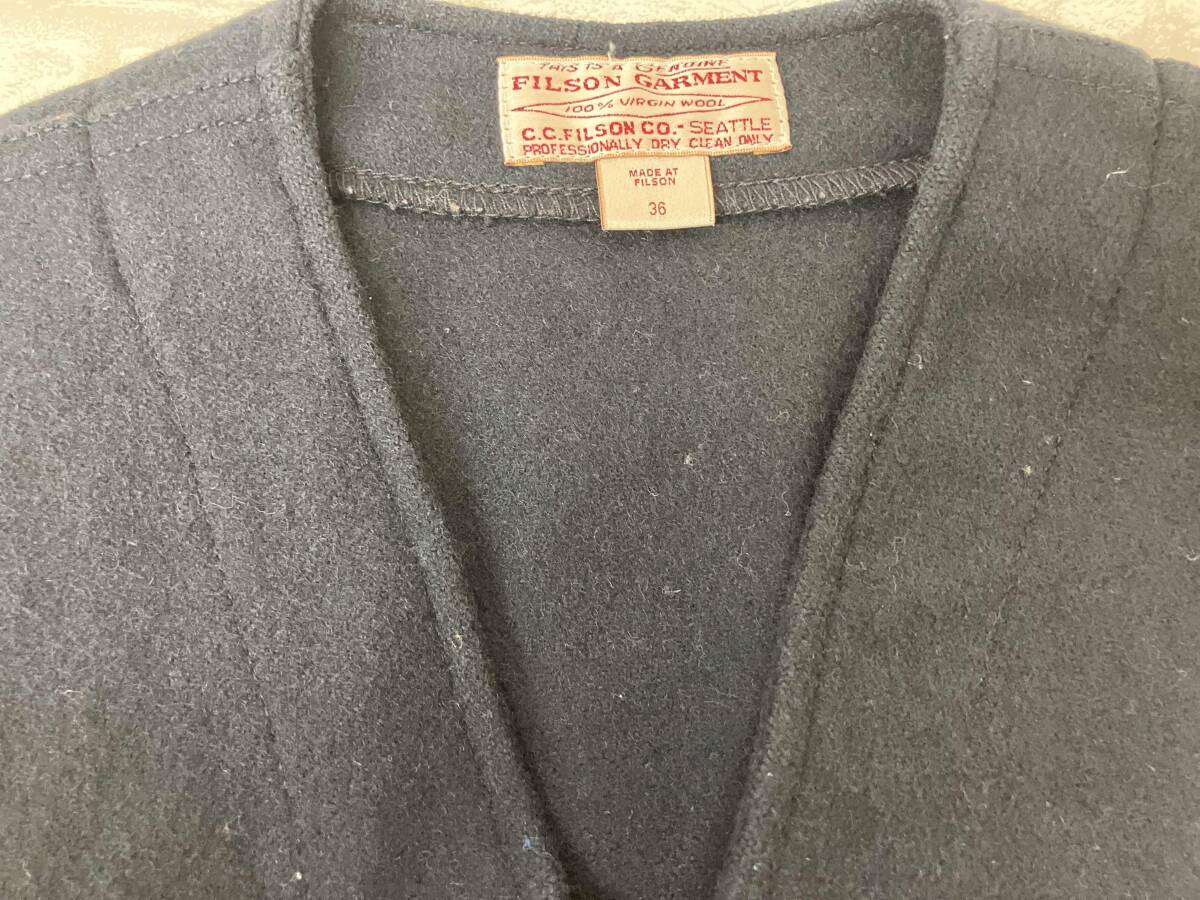 THIS IS A GENUINE
FILSON GARMENT
100% VIRGIN WOOL
C.C.FILSON CO.- SEATTLE
PROFESSIONALLY DRY CLEAN ONLY
MADE AT
FILSON
36